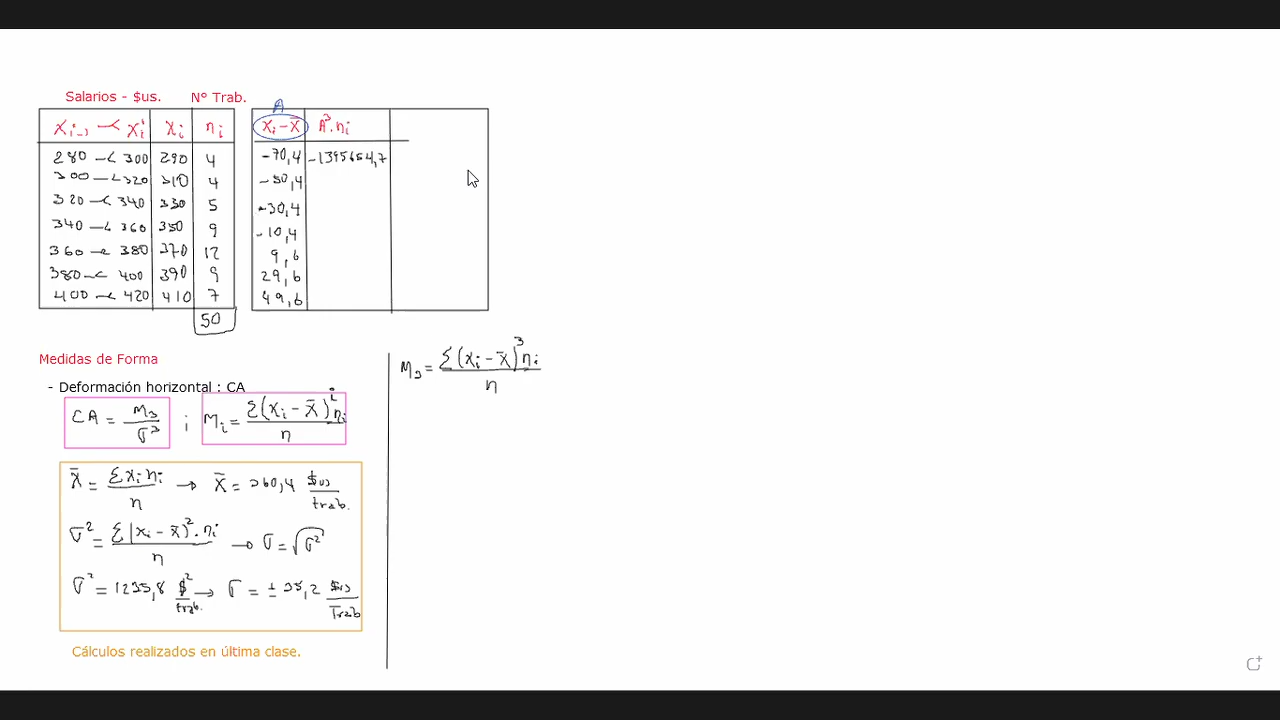 Salarios - $us. N° Trab.
A
Xi-1 -< Xi Xi ni Xi - X̄ A³.ni
280 -< 300 290 4 -70,4 -1395654,7
300 -< 320 310 4 -50,4
320 -< 340 330 5 -30,4
340 -< 360 350 9 -10,4
360 -< 380 370 12 9,6
380 -< 400 390 9 29,6
400 -< 420 410 7 49,6
50
Medidas de Forma
- Deformación horizontal : CA
CA = M3/σ³ ; Mi = Σ(xi - X̄)^i ni / n
X̄ = Σxi ni / n → X̄ = 360,4 $us/trab.
σ² = Σ(xi - x̄)². ni / n → σ = √σ²
σ² = 1235,8 $²/trab. → σ = ± 35,2 $us/Trab
Cálculos realizados en última clase.
M3 = Σ(xi - x̄)³ ni / n